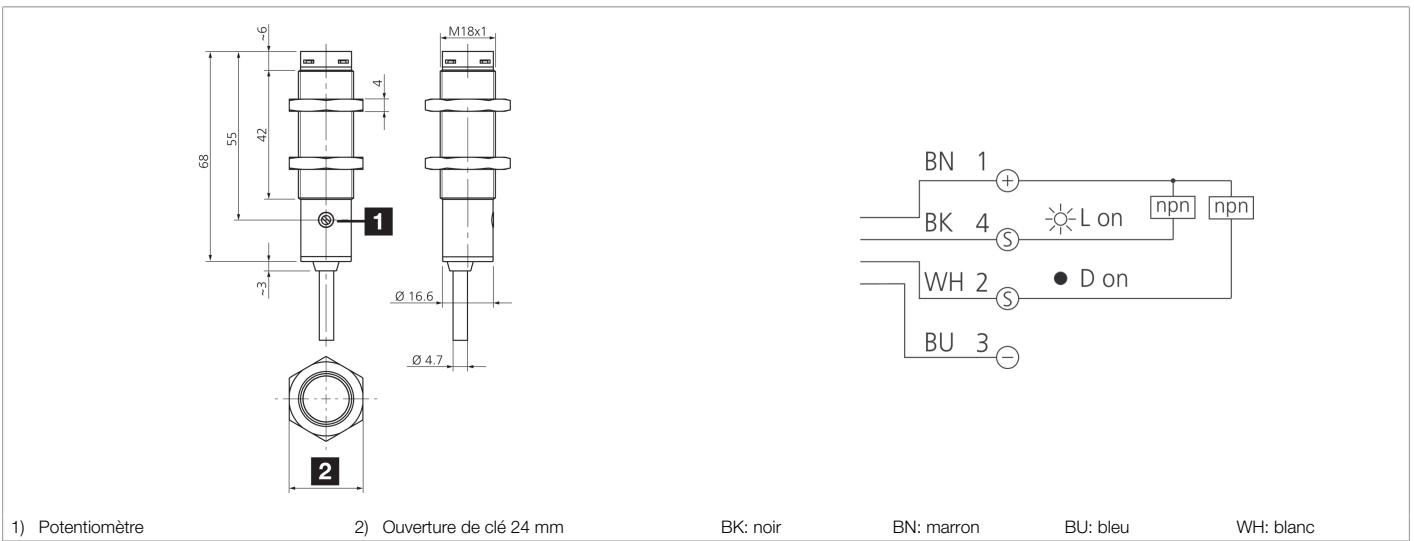 ~6
M18x1
4
42
55
68
1
~3
Ø 16.6
Ø 4.7
2
BN 1
+
npn
npn
BK 4
S
L on
WH 2
S
D on
BU 3
−
1) Potentiomètre
2) Ouverture de clé 24 mm
BK: noir
BN: marron
BU: bleu
WH: blanc